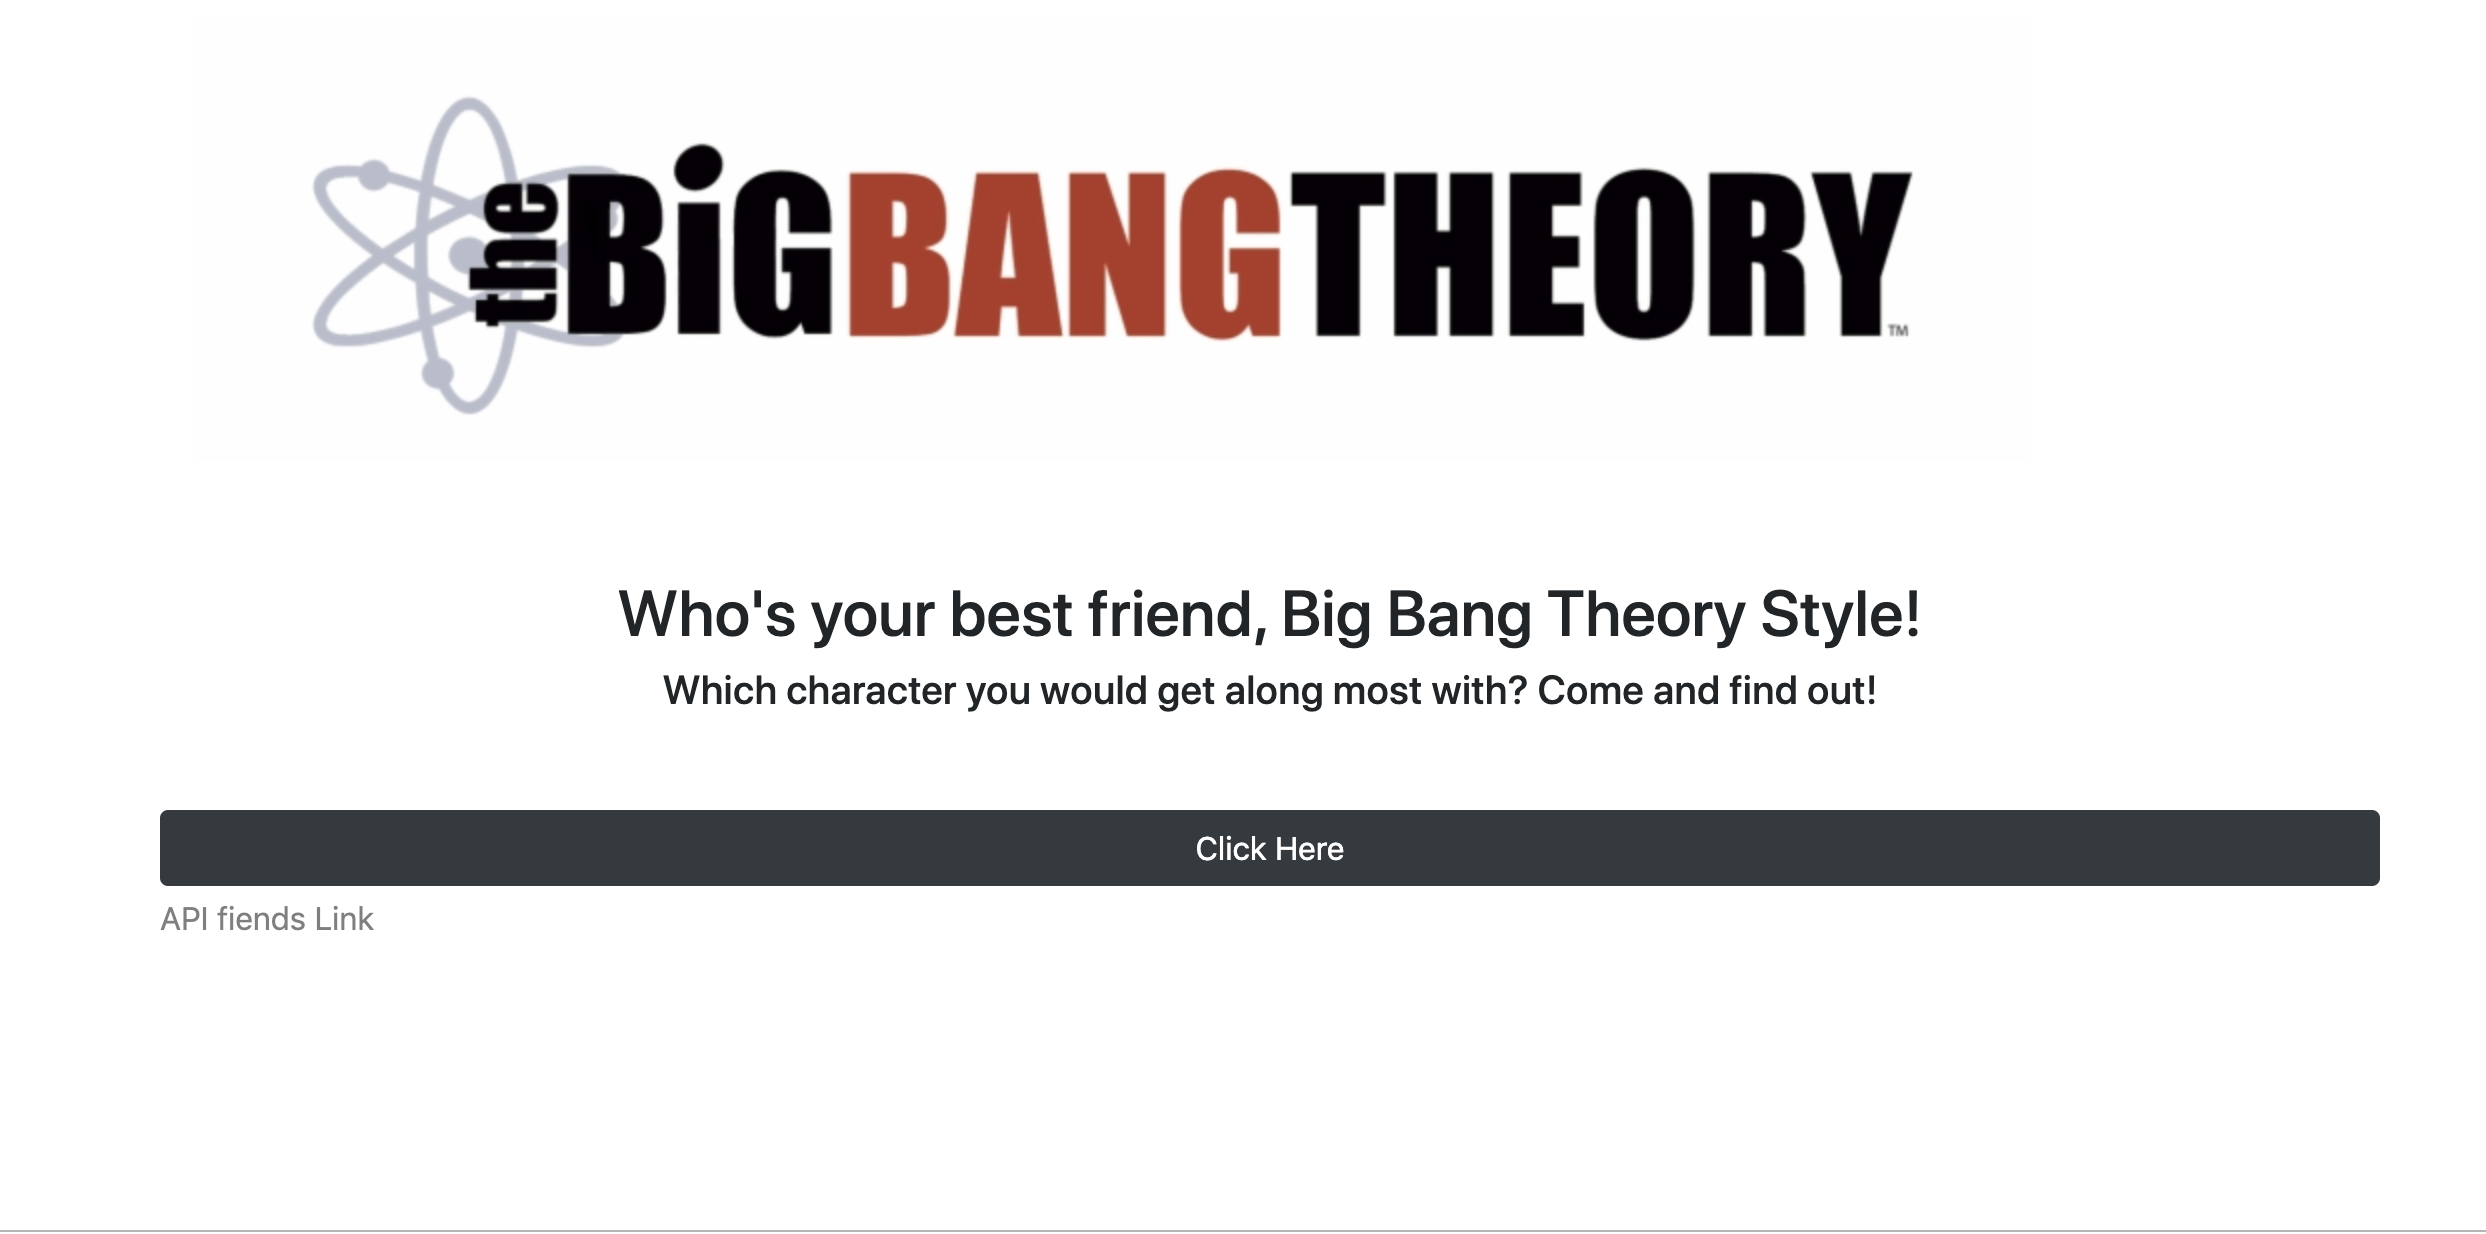 the BiG BANG THEORY™
Who's your best friend, Big Bang Theory Style!
Which character you would get along most with? Come and find out!
Click Here
API fiends Link